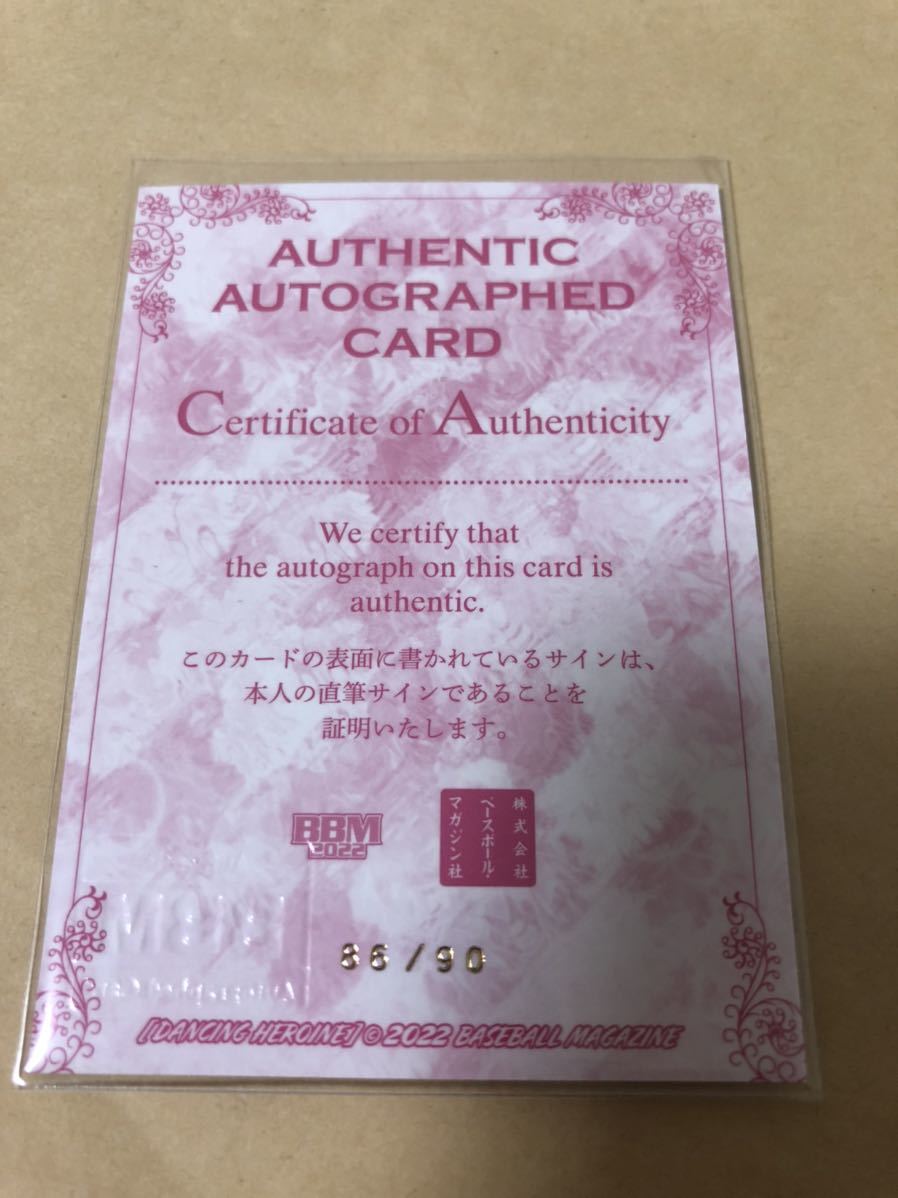 AUTHENTIC
AUTOGRAPHED
CARD
Certificate of Authenticity
We certify that
the autograph on this card is
authentic.
このカードの表面に書かれているサインは、
本人の直筆サインであることを
証明いたします。
BBM
2022
株式会社
ベースボール・
マガジン社
86/90
[DANCING HEROINE] © 2022 BASEBALL MAGAZINE